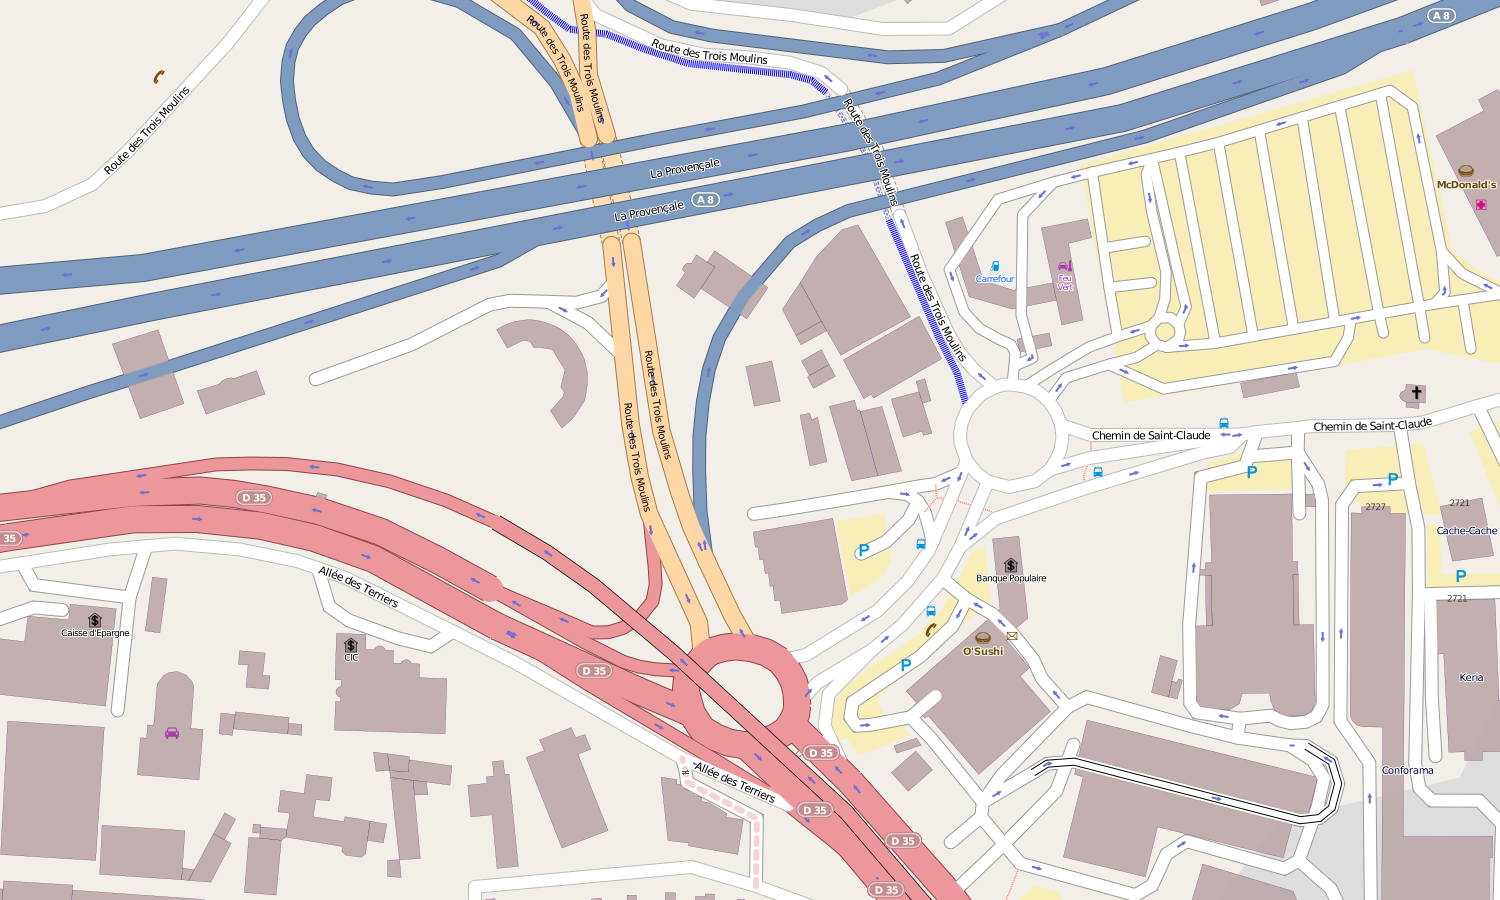 A 8
Route des Trois Moulins
Route des Trois Moulins
Route des Trois Moulins
Route des Trois Moulins
Route des Trois Moulins
La Provençale
McDonald's
La Provençale
A 8
Route des Trois Moulins
Carrefour
Feu
Vert
Route des Trois Moulins
Route des Trois Moulins
Chemin de Saint-Claude
Chemin de Saint-Claude
P
P
D 35
2727
2721
35
Cache-Cache
P
Allée des Terriers
Banque Populaire
P
2721
Caisse d'Epargne
CIC
O'Sushi
P
D 35
Keria
D 35
Allée des Terriers
Conforama
D 35
D 35
D 35